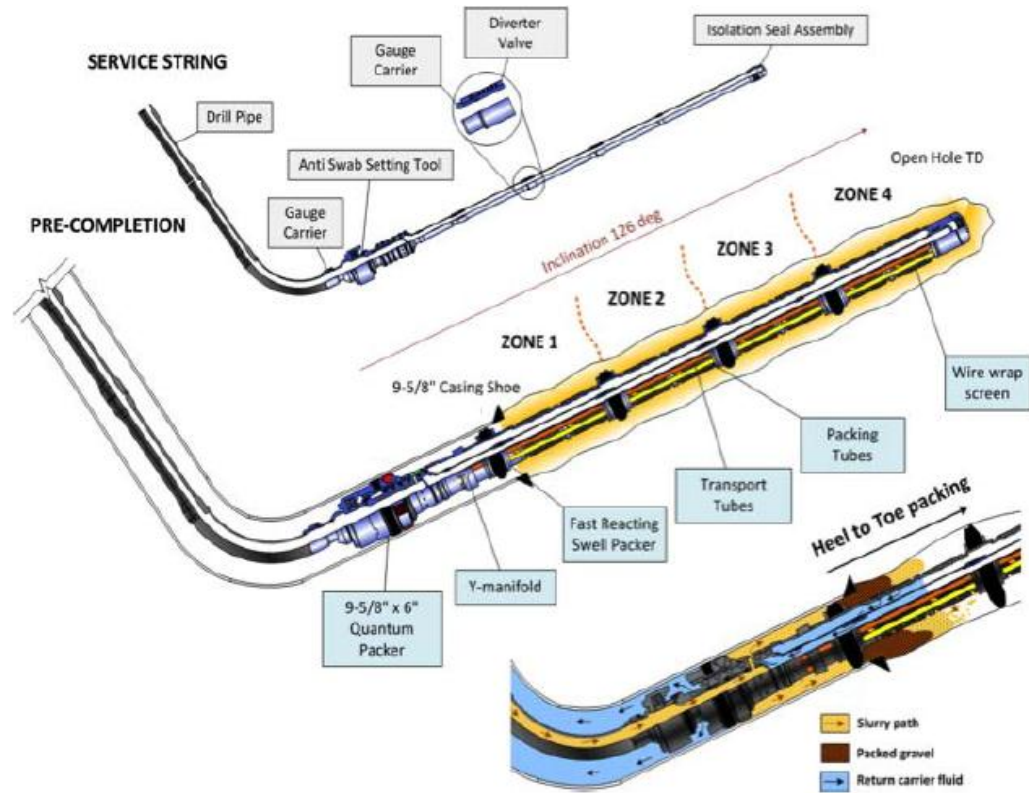 SERVICE STRING
Drill Pipe
Gauge
Carrier
Diverter
Valve
Isolation Seal Assembly
Anti Swab Setting Tool
Gauge
Carrier
PRE-COMPLETION
Inclination 126 deg
Open Hole TD
ZONE 4
ZONE 3
ZONE 2
ZONE 1
9-5/8" Casing Shoe
Wire wrap
screen
Packing
Tubes
Transport
Tubes
Fast Reacting
Swell Packer
Y-manifold
9-5/8" x 6"
Quantum
Packer
Heel to Toe packing
Slurry path
Packed gravel
Return carrier fluid